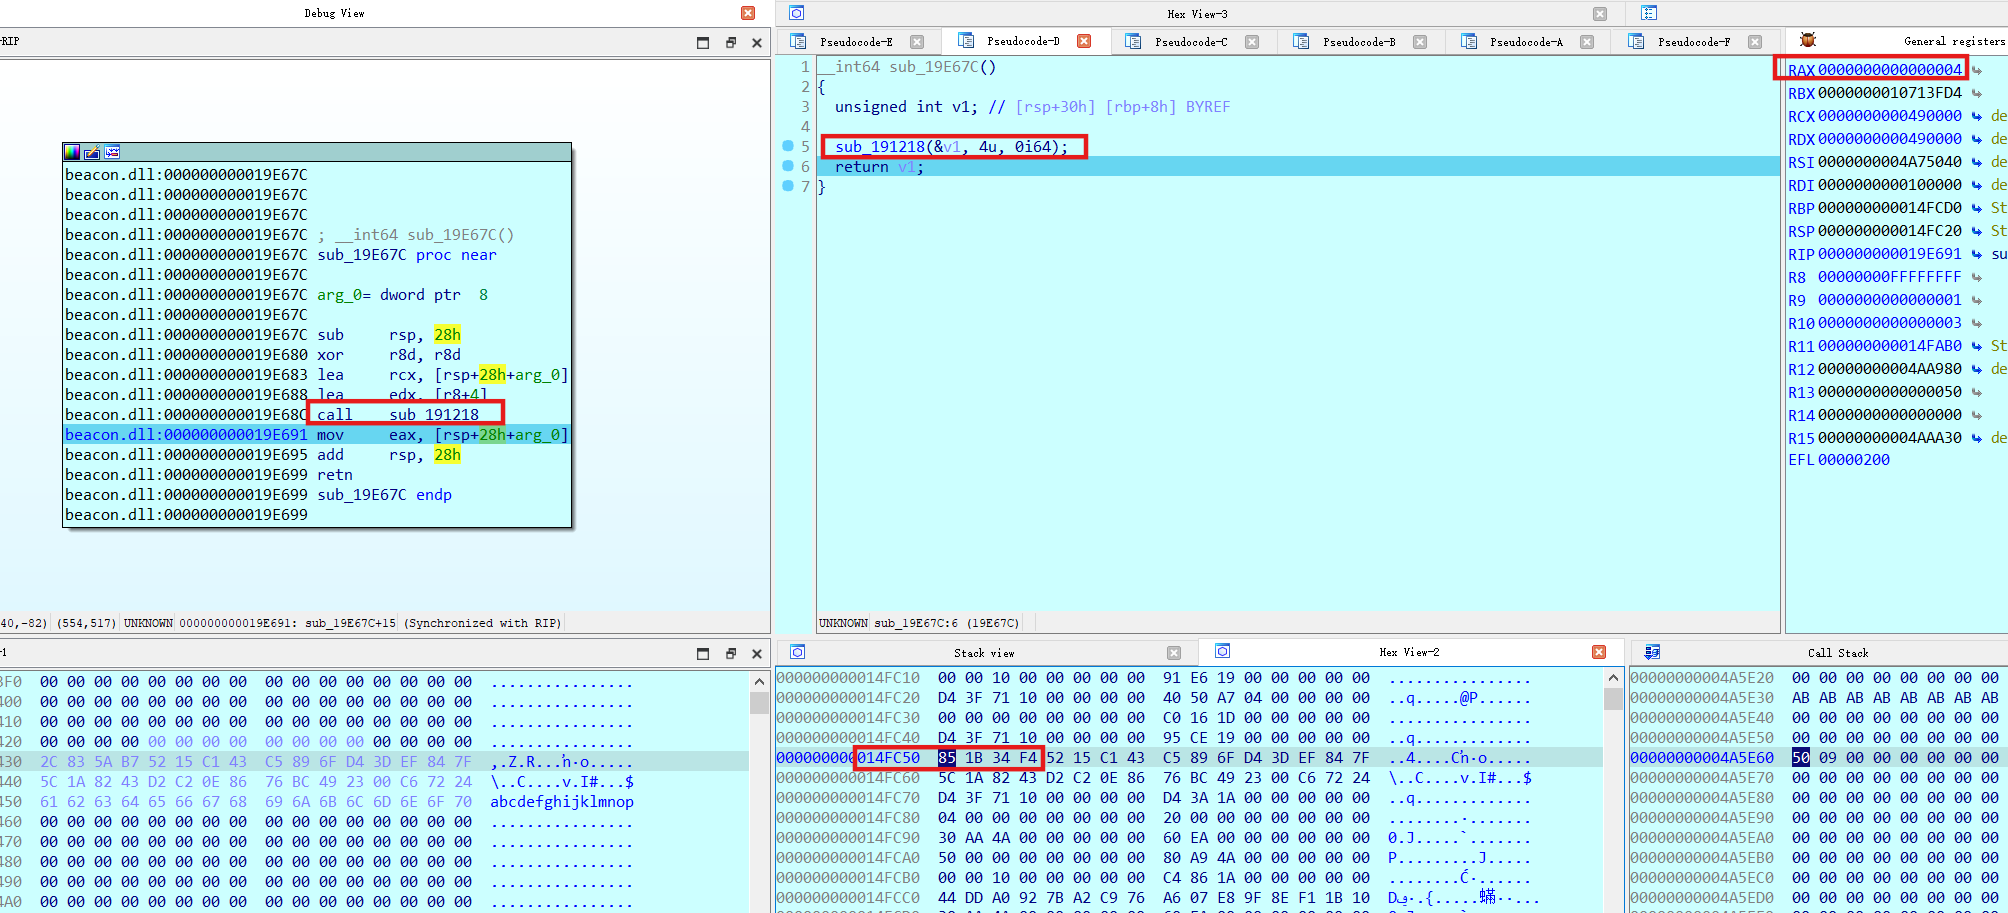 Debug View
Hex View-3
-RIP
Pseudocode-E
Pseudocode-D
Pseudocode-C
Pseudocode-B
Pseudocode-A
Pseudocode-F
General registers
1 __int64 sub_19E67C()
2 {
3 unsigned int v1; // [rsp+30h] [rbp+8h] BYREF
4
5 sub_191218(&v1, 4u, 0i64);
6 return v1;
7 }
RAX 0000000000000004
RBX 0000000010713FD4
RCX 0000000000490000 de
RDX 0000000000490000 de
RSI 0000000004A75040 de
RDI 0000000000100000 de
RBP 000000000014FCD0 St
RSP 000000000014FC20 St
RIP 000000000019E691 su
R8 00000000FFFFFFFF
R9 0000000000000001
R10 0000000000000003
R11 000000000014FAB0 St
R12 00000000004AA980 de
R13 0000000000000050
R14 0000000000000000
R15 00000000004AAA30 de
EFL 00000200
beacon.dll:000000000019E67C
beacon.dll:000000000019E67C
beacon.dll:000000000019E67C
beacon.dll:000000000019E67C ; __int64 sub_19E67C()
beacon.dll:000000000019E67C sub_19E67C proc near
beacon.dll:000000000019E67C
beacon.dll:000000000019E67C arg_0= dword ptr 8
beacon.dll:000000000019E67C
beacon.dll:000000000019E67C sub rsp, 28h
beacon.dll:000000000019E680 xor r8d, r8d
beacon.dll:000000000019E683 lea rcx, [rsp+28h+arg_0]
beacon.dll:000000000019E688 lea edx, [r8+4]
beacon.dll:000000000019E68C call sub_191218
beacon.dll:000000000019E691 mov eax, [rsp+28h+arg_0]
beacon.dll:000000000019E695 add rsp, 28h
beacon.dll:000000000019E699 retn
beacon.dll:000000000019E699 sub_19E67C endp
beacon.dll:000000000019E699
40,-82) (554,517) UNKNOWN 000000000019E691: sub_19E67C+15 (Synchronized with RIP)
UNKNOWN sub_19E67C:6 (19E67C)
-1
Stack view
Hex View-2
Call Stack
3F0 00 00 00 00 00 00 00 00 00 00 00 00 00 00 00 00 ................
400 00 00 00 00 00 00 00 00 00 00 00 00 00 00 00 00 ................
410 00 00 00 00 00 00 00 00 00 00 00 00 00 00 00 00 ................
420 00 00 00 00 00 00 00 00 00 00 00 00 00 00 00 00 ................
430 2C 83 5A B7 52 15 C1 43 C5 89 6F D4 3D EF 84 7F
440 5C 1A 82 43 D2 C2 0E 86 76 BC 49 23 00 C6 72 24 \..C....v.I#...$
450 61 62 63 64 65 66 67 68 69 6A 6B 6C 6D 6E 6F 70 abcdefghijklmnop
460 00 00 00 00 00 00 00 00 00 00 00 00 00 00 00 00 ................
470 00 00 00 00 00 00 00 00 00 00 00 00 00 00 00 00 ................
480 00 00 00 00 00 00 00 00 00 00 00 00 00 00 00 00 ................
490 00 00 00 00 00 00 00 00 00 00 00 00 00 00 00 00 ................
4A0 00 00 00 00 00 00 00 00 00 00 00 00 00 00 00 00 ................
000000000014FC10 00 00 10 00 00 00 00 00 91 E6 19 00 00 00 00 00 ................
000000000014FC20 D4 3F 71 10 00 00 00 00 40 50 A7 04 00 00 00 00 ..q.....@P......
000000000014FC30 00 00 00 00 00 00 00 00 C0 16 1D 00 00 00 00 00 ................
000000000014FC40 D4 3F 71 10 00 00 00 00 95 CE 19 00 00 00 00 00 ..q.............
000000000014FC50 85 1B 34 F4 52 15 C1 43 C5 89 6F D4 3D EF 84 7F
000000000014FC60 5C 1A 82 43 D2 C2 0E 86 76 BC 49 23 00 C6 72 24 \..C....v.I#...$
000000000014FC70 D4 3F 71 10 00 00 00 00 D4 3A 1A 00 00 00 00 00 ..q.............
000000000014FC80 04 00 00 00 00 00 00 00 20 00 00 00 00 00 00 00
000000000014FC90 30 AA 4A 00 00 00 00 00 60 EA 00 00 00 00 00 00 0.J.....`.......
000000000014FCA0 50 00 00 00 00 00 00 00 80 A9 4A 00 00 00 00 00 P.........J.....
000000000014FCB0 00 00 10 00 00 00 00 00 C4 86 1A 00 00 00 00 00
000000000014FCC0 44 DD A0 92 7B A2 C9 76 A6 07 E8 9F 8E F1 1B 10
00000000004A5E20 00 00 00 00 00 00 00 00
00000000004A5E30 AB AB AB AB AB AB AB AB
00000000004A5E40 00 00 00 00 00 00 00 00
00000000004A5E50 00 00 00 00 00 00 00 00
00000000004A5E60 50 09 00 00 00 00 00 00
00000000004A5E70 00 00 00 00 00 00 00 00
00000000004A5E80 00 00 00 00 00 00 00 00
00000000004A5E90 00 00 00 00 00 00 00 00
00000000004A5EA0 00 00 00 00 00 00 00 00
00000000004A5EB0 00 00 00 00 00 00 00 00
00000000004A5EC0 00 00 00 00 00 00 00 00
00000000004A5ED0 00 00 00 00 00 00 00 00